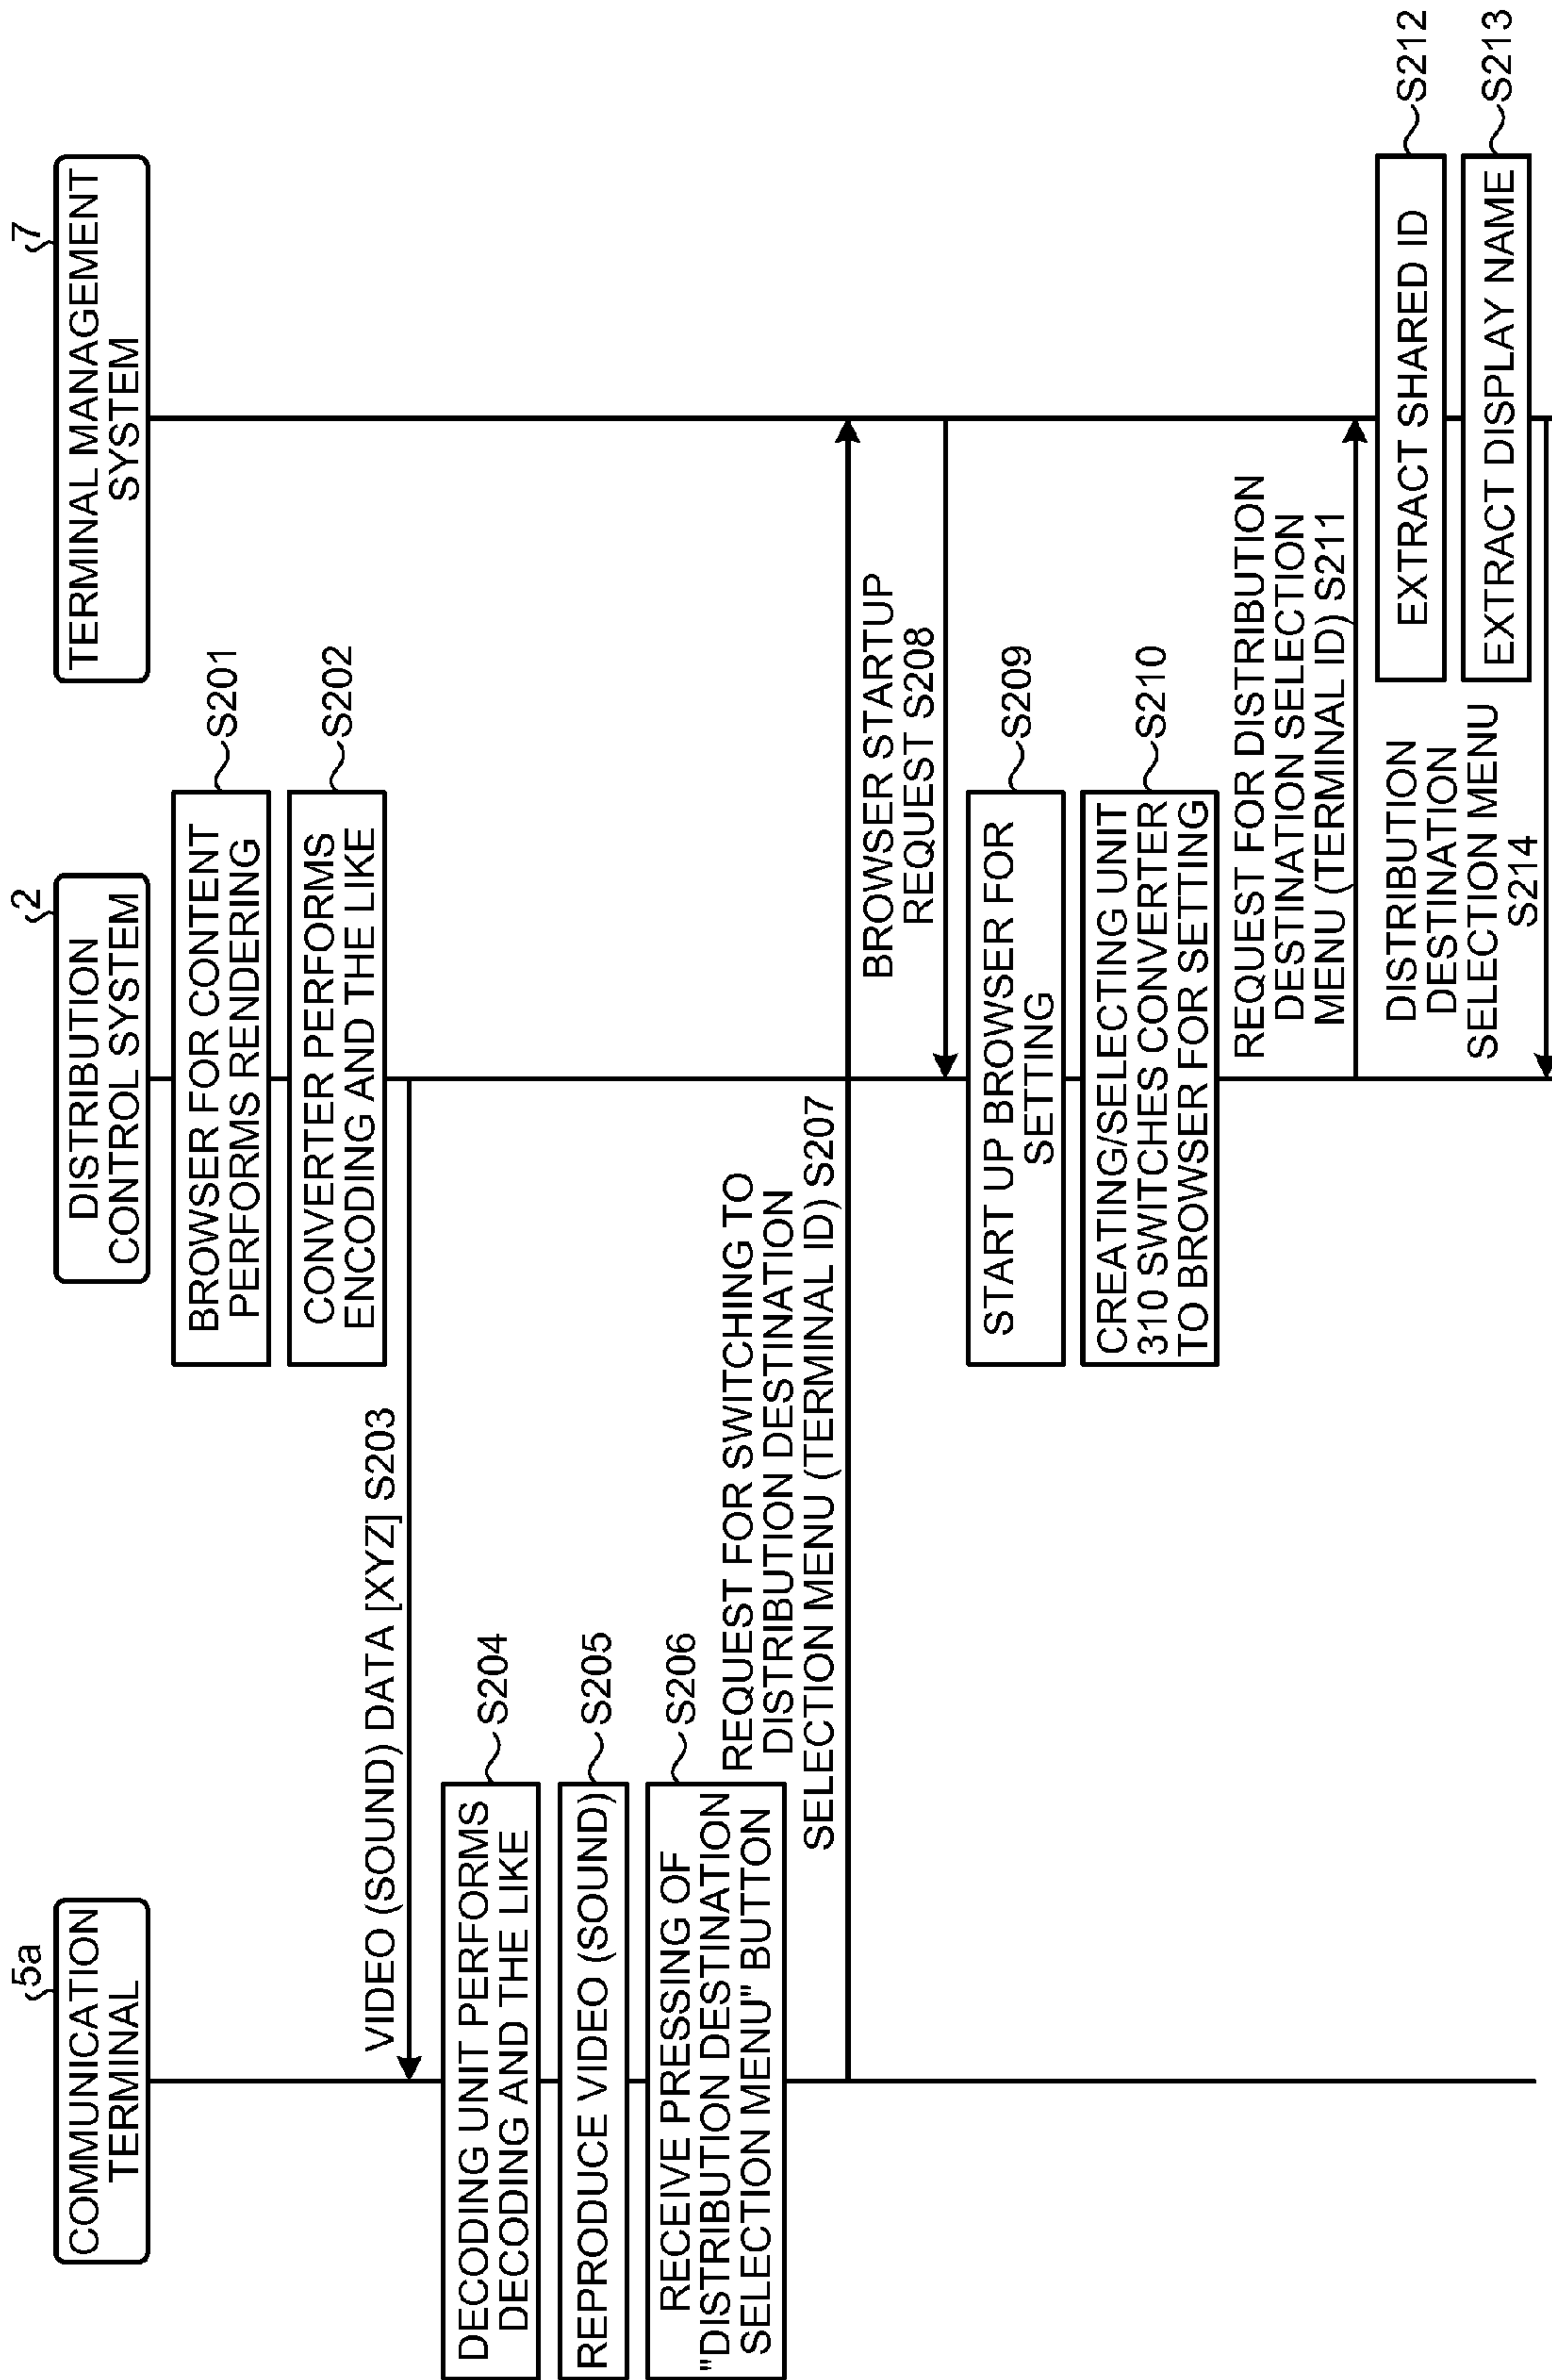 5a
COMMUNICATION
TERMINAL
2
DISTRIBUTION
CONTROL SYSTEM
7
TERMINAL MANAGEMENT
SYSTEM
BROWSER FOR CONTENT
PERFORMS RENDERING
S201
CONVERTER PERFORMS
ENCODING AND THE LIKE
S202
VIDEO (SOUND) DATA [XYZ] S203
DECODING UNIT PERFORMS
DECODING AND THE LIKE
S204
REPRODUCE VIDEO (SOUND)
S205
RECEIVE PRESSING OF
"DISTRIBUTION DESTINATION
SELECTION MENU" BUTTON
S206
REQUEST FOR SWITCHING TO
DISTRIBUTION DESTINATION
SELECTION MENU (TERMINAL ID) S207
BROWSER STARTUP
REQUEST S208
START UP BROWSER FOR
SETTING
S209
CREATING/SELECTING UNIT
310 SWITCHES CONVERTER
TO BROWSER FOR SETTING
S210
REQUEST FOR DISTRIBUTION
DESTINATION SELECTION
MENU (TERMINAL ID) S211
EXTRACT SHARED ID
S212
EXTRACT DISPLAY NAME
S213
DISTRIBUTION
DESTINATION
SELECTION MENU
S214